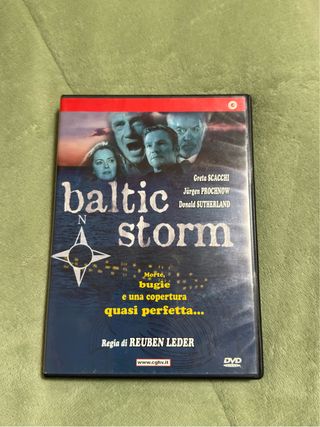 Greta SCACCHI
Jürgen PROCHNOW
Donald SUTHERLAND
baltic
N
storm
Morte,
bugie
e una copertura
quasi perfetta...
Regia di REUBEN LEDER
www.cghv.it
DVD